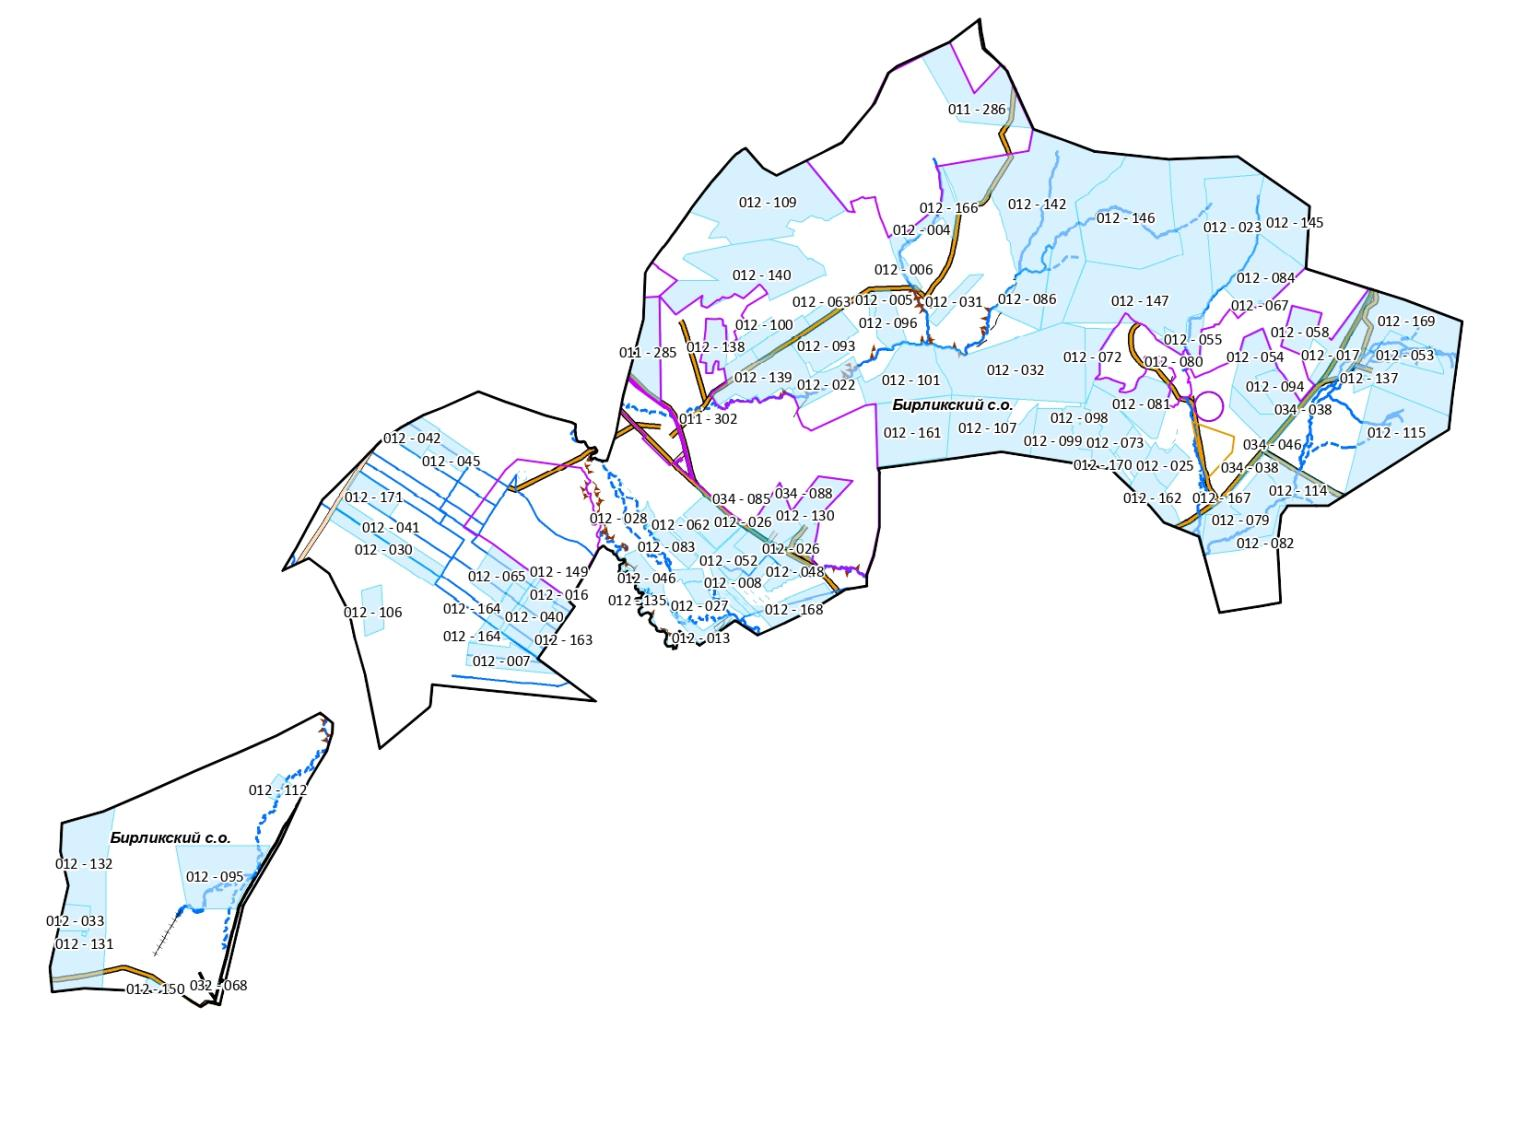 011 - 286
012 - 109
012 - 166
012 - 142
012 - 146
012 - 004
012 - 023
012 - 145
012 - 140
012 - 006
012 - 084
012 - 063
012 - 005
012 - 031
012 - 086
012 - 147
012 - 067
012 - 100
012 - 096
012 - 169
012 - 058
012 - 055
011 - 285
012 - 138
012 - 093
012 - 072
012 - 080
012 - 054
012 - 017
012 - 053
012 - 139
012 - 022
012 - 101
012 - 032
012 - 094
012 - 137
Бирликский с.о.
012 - 081
034 - 038
011 - 302
012 - 161
012 - 107
012 - 098
012 - 115
012 - 042
012 - 099
012 - 073
034 - 046
012 - 045
012 - 170
012 - 025
034 - 038
012 - 171
034 - 085
034 - 088
012 - 162
012 - 167
012 - 114
012 - 041
012 - 028
012 - 062
012 - 026
012 - 130
012 - 079
012 - 030
012 - 083
012 - 026
012 - 082
012 - 065
012 - 149
012 - 046
012 - 052
012 - 048
012 - 008
012 - 106
012 - 164
012 - 016
012 - 135
012 - 027
012 - 168
012 - 040
012 - 164
012 - 163
012 - 013
012 - 007
012 - 112
Бирликский с.о.
012 - 132
012 - 095
012 - 033
012 - 131
012 - 150
032 - 068